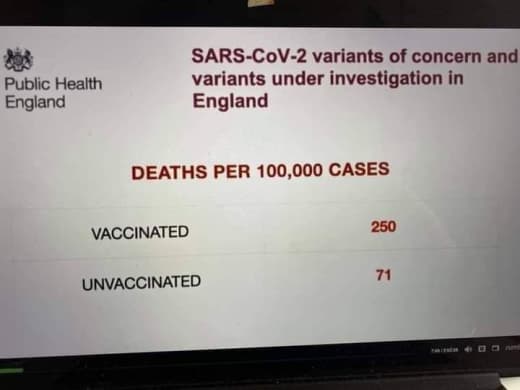 Public Health
England
SARS-CoV-2 variants of concern and
variants under investigation in
England
DEATHS PER 100,000 CASES
VACCINATED 250
UNVACCINATED 71